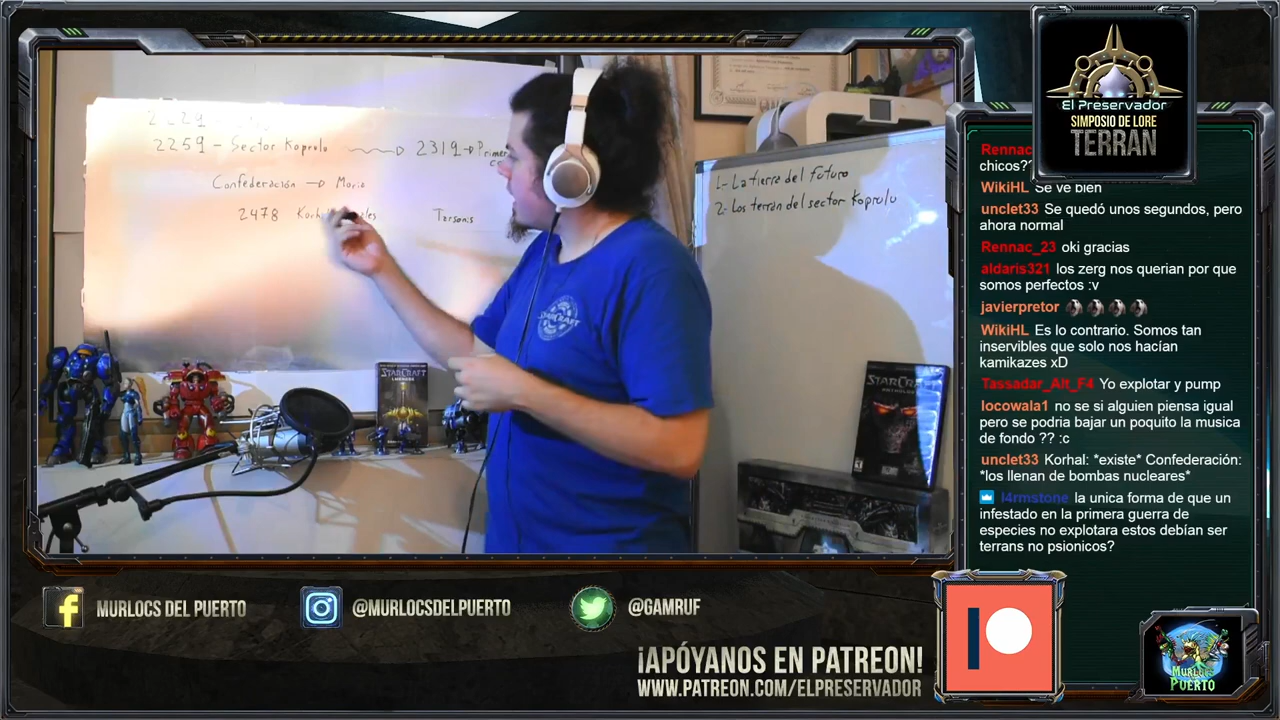 2229
2259 - Sector Koprulu → 2319 → Primer
Confederación → Moria
2478
Tarsonis
1- La tierra del futuro
2- Los terran del sector Koprulu
STARCRAFT
STARCRAFT
STARCRAFT
El Preservador
SIMPOSIO DE LORE
TERRAN
Rennac
chicos??
WikiHL Se ve bien
unclet33 Se quedó unos segundos, pero
ahora normal
Rennac_23 oki gracias
aldaris321 los zerg nos querian por que
somos perfectos :v
javierpretor
WikiHL Es lo contrario. Somos tan
inservibles que solo nos hacían
kamikazes xD
Tassadar_Alt_F4 Yo explotar y pump
locowala1 no se si alguien piensa igual
pero se podria bajar un poquito la musica
de fondo ?? :c
unclet33 Korhal: *existe* Confederación:
*los llenan de bombas nucleares*
l4rmstone la unica forma de que un
infestado en la primera guerra de
especies no explotara estos debían ser
terrans no psionicos?
MURLOCS DEL PUERTO
@MURLOCSDELPUERTO
@GAMRUF
¡APÓYANOS EN PATREON!
WWW.PATREON.COM/ELPRESERVADOR
MURLOCS
DEL
PUERTO